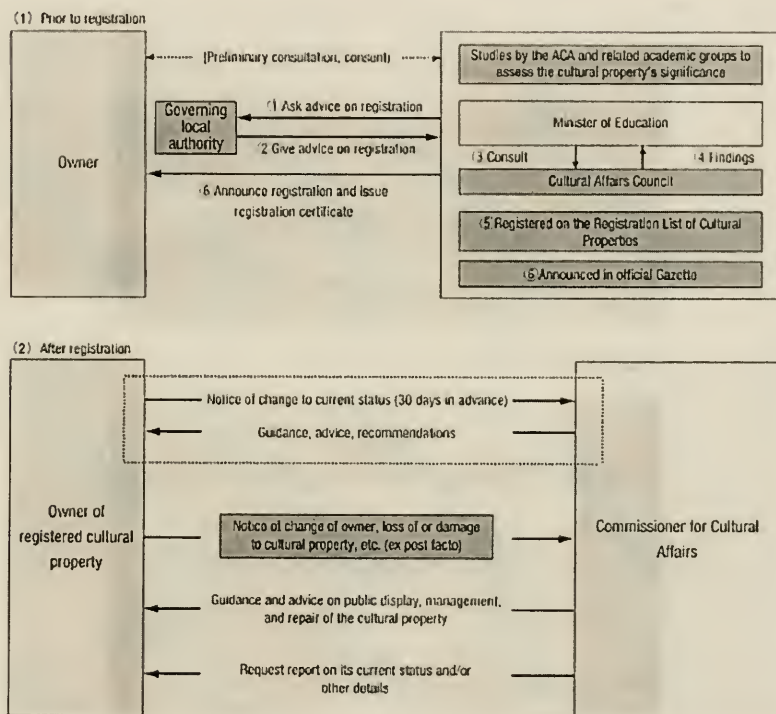 (1) Prior to registration
Owner
(Preliminary consultation, consent)
Governing
local
authority
(1 Ask advice on registration
(2 Give advice on registration
(6 Announce registration and issue
registration certificate
Studies by the ACA and related academic groups to
assess the cultural property's significance
Minister of Education
(3 Consult
(4 Findings
Cultural Affairs Council
(5) Registered on the Registration List of Cultural
Properties
(6) Announced in official Gazette
(2) After registration
Owner of
registered cultural
property
Notice of change to current status (30 days in advance)
Guidance, advice, recommendations
Notice of change of owner, loss of or damage
to cultural property, etc. (ex post facto)
Guidance and advice on public display, management,
and repair of the cultural property
Request report on its current status and/or
other details
Commissioner for Cultural
Affairs